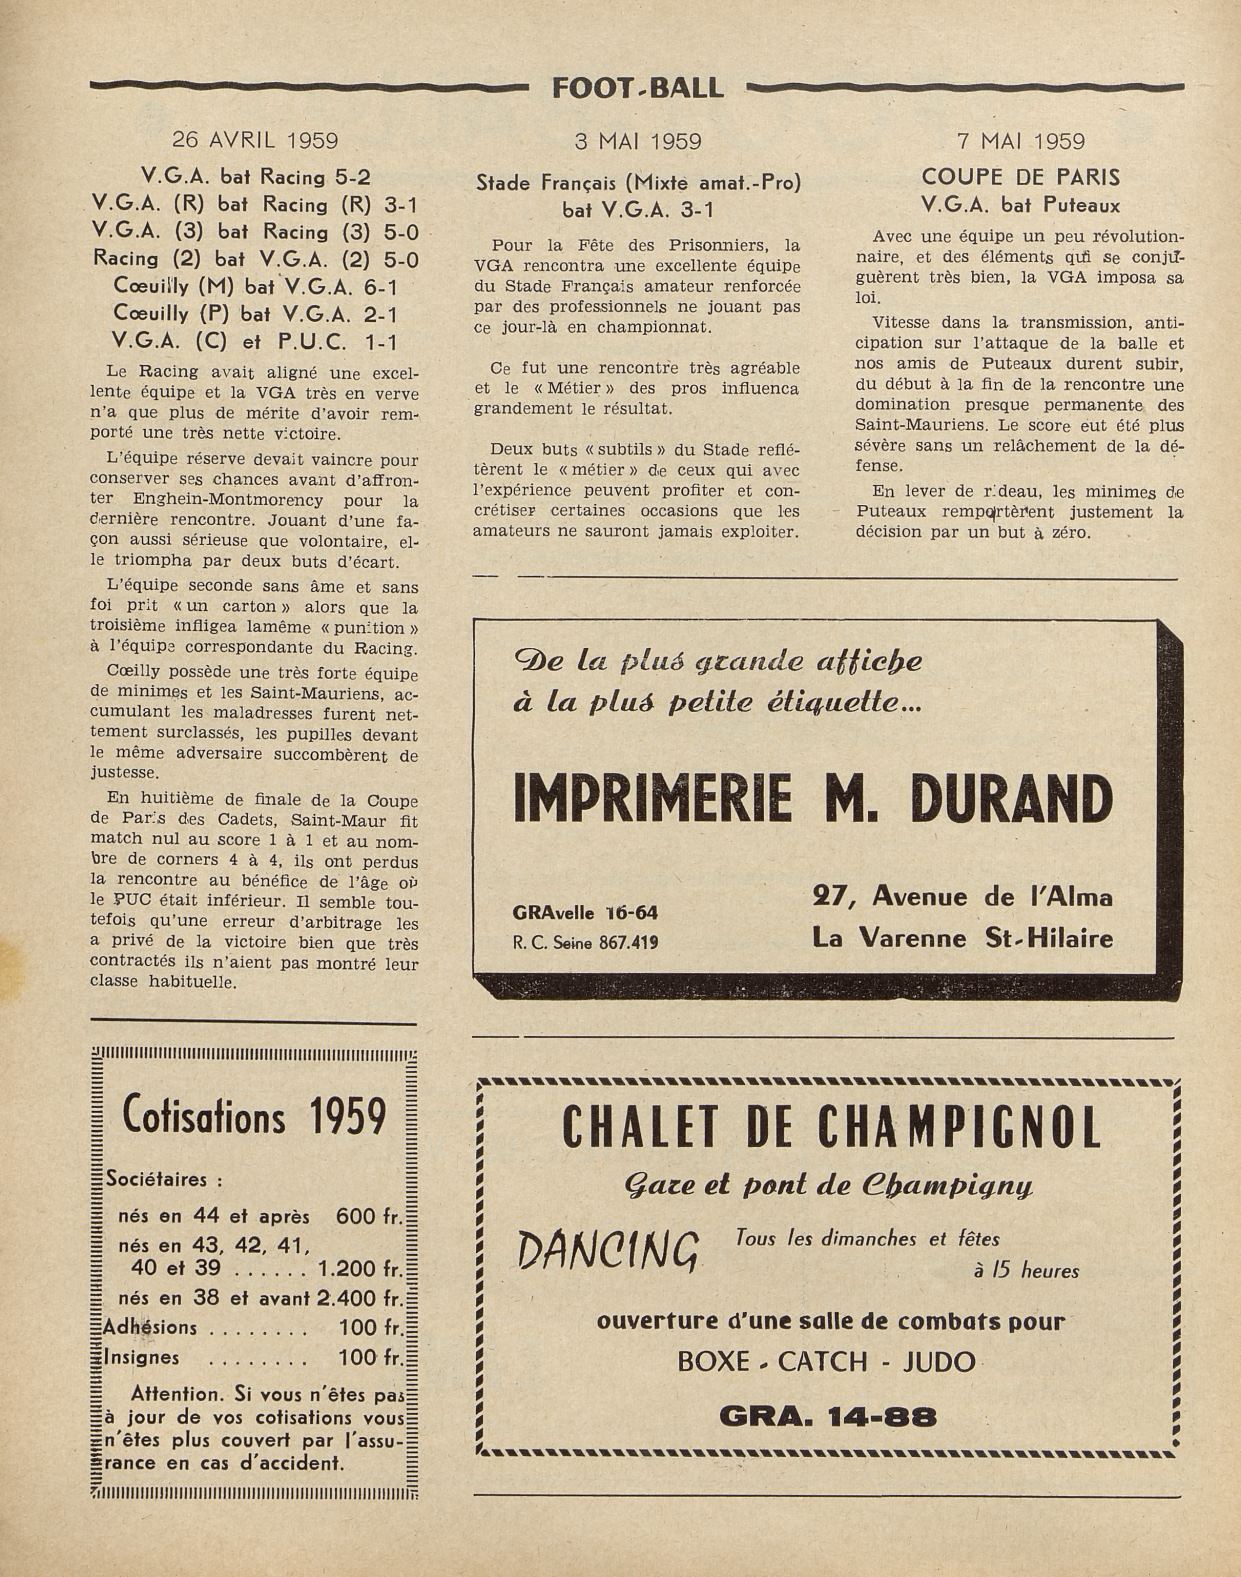 FOOT-BALL
26 AVRIL 1959
V.G.A. bat Racing 5-2
V.G.A. (R) bat Racing (R) 3-1
V.G.A. (3) bat Racing (3) 5-0
Racing (2) bat V.G.A. (2) 5-0
Cœuilly (M) bat V.G.A. 6-1
Cœuilly (P) bat V.G.A. 2-1
V.G.A. (C) et P.U.C. 1-1
Le Racing avait aligné une excel-
lente équipe et la VGA très en verve
n'a que plus de mérite d'avoir rem-
porté une très nette victoire.
L'équipe réserve devait vaincre pour
conserver ses chances avant d'affron-
ter Enghein-Montmorency pour la
dernière rencontre. Jouant d'une fa-
çon aussi sérieuse que volontaire, el-
le triompha par deux buts d'écart.
L'équipe seconde sans âme et sans
foi prit « un carton » alors que la
troisième infligea lamême « punition »
à l'équipe correspondante du Racing.
Cœilly possède une très forte équipe
de minimes et les Saint-Mauriens, ac-
cumulant les maladresses furent net-
tement surclassés, les pupilles devant
le même adversaire succombèrent de
justesse.
En huitième de finale de la Coupe
de Paris des Cadets, Saint-Maur fit
match nul au score 1 à 1 et au nom-
bre de corners 4 à 4, ils ont perdus
la rencontre au bénéfice de l'âge où
le PUC était inférieur. Il semble tou-
tefois qu'une erreur d'arbitrage les
a privé de la victoire bien que très
contractés ils n'aient pas montré leur
classe habituelle.
Cotisations 1959
Sociétaires :
nés en 44 et après 600 fr.
nés en 43, 42, 41,
40 et 39 ...... 1.200 fr.
nés en 38 et avant 2.400 fr.
Adhésions ........ 100 fr.
Insignes ........ 100 fr.
Attention. Si vous n'êtes pas
à jour de vos cotisations vous
n'êtes plus couvert par l'assu-
rance en cas d'accident.
3 MAI 1959
Stade Français (Mixte amat.-Pro)
bat V.G.A. 3-1
Pour la Fête des Prisonniers, la
VGA rencontra une excellente équipe
du Stade Français amateur renforcée
par des professionnels ne jouant pas
ce jour-là en championnat.
Ce fut une rencontre très agréable
et le « Métier » des pros influenca
grandement le résultat.
Deux buts « subtils » du Stade reflé-
tèrent le « métier » de ceux qui avec
l'expérience peuvent profiter et con-
crétiser certaines occasions que les
amateurs ne sauront jamais exploiter.
7 MAI 1959
COUPE DE PARIS
V.G.A. bat Puteaux
Avec une équipe un peu révolution-
naire, et des éléments qui se conju-
guèrent très bien, la VGA imposa sa
loi.
Vitesse dans la transmission, anti-
cipation sur l'attaque de la balle et
nos amis de Puteaux durent subir,
du début à la fin de la rencontre une
domination presque permanente des
Saint-Mauriens. Le score eut été plus
sévère sans un relâchement de la dé-
fense.
En lever de rideau, les minimes de
Puteaux remportèrent justement la
décision par un but à zéro.
De la plus grande affiche
à la plus petite étiquette...
IMPRIMERIE M. DURAND
GRAvelle 16-64
R. C. Seine 867.419
27, Avenue de l'Alma
La Varenne St-Hilaire
CHALET DE CHAMPIGNOL
Gare et pont de Champigny
DANCING Tous les dimanches et fêtes
à 15 heures
ouverture d'une salle de combats pour
BOXE - CATCH - JUDO
GRA. 14-88